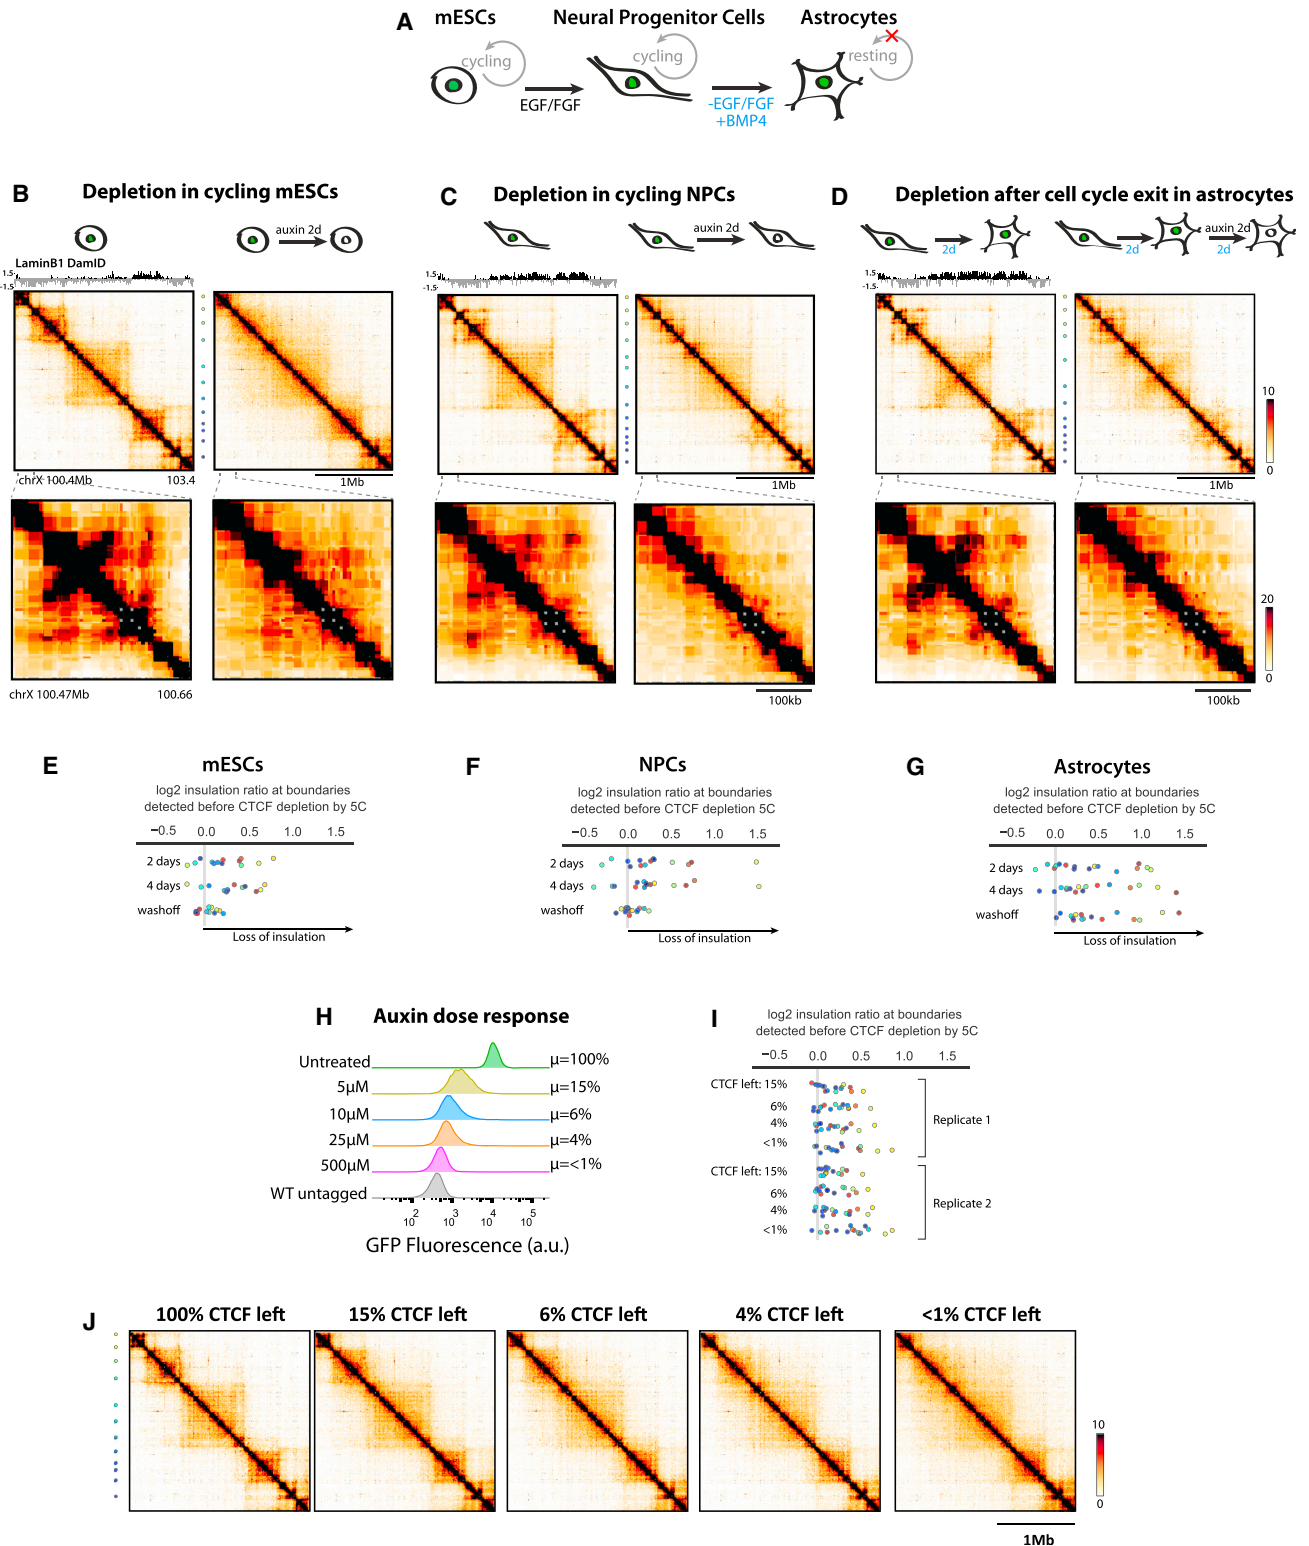 A
mESCs
Neural Progenitor Cells
Astrocytes
cycling
cycling
resting
EGF/FGF
-EGF/FGF
+BMP4
B
Depletion in cycling mESCs
C
Depletion in cycling NPCs
D
Depletion after cell cycle exit in astrocytes
auxin 2d
auxin 2d
2d
auxin 2d
2d
2d
LaminB1 DamID
1.5
-1.5
1.5
-1.5
1.5
-1.5
10
0
chrX 100.4Mb
103.4
1Mb
1Mb
1Mb
20
0
chrX 100.47Mb
100.66
100kb
100kb
E
mESCs
log2 insulation ratio at boundaries
detected before CTCF depletion by 5C
−0.5 0.0 0.5 1.0 1.5
2 days
4 days
washoff
Loss of insulation
F
NPCs
log2 insulation ratio at boundaries
detected before CTCF depletion 5C
−0.5 0.0 0.5 1.0 1.5
2 days
4 days
washoff
Loss of insulation
G
Astrocytes
log2 insulation ratio at boundaries
detected before CTCF depletion by 5C
−0.5 0.0 0.5 1.0 1.5
2 days
4 days
washoff
Loss of insulation
H
Auxin dose response
Untreated
μ=100%
5μM
μ=15%
10μM
μ=6%
25μM
μ=4%
500μM
μ=<1%
WT untagged
10² 10³ 10⁴ 10⁵
GFP Fluorescence (a.u.)
I
log2 insulation ratio at boundaries
detected before CTCF depletion by 5C
−0.5 0.0 0.5 1.0 1.5
CTCF left: 15%
6%
4%
<1%
Replicate 1
CTCF left: 15%
6%
4%
<1%
Replicate 2
J
100% CTCF left
15% CTCF left
6% CTCF left
4% CTCF left
<1% CTCF left
10
0
1Mb